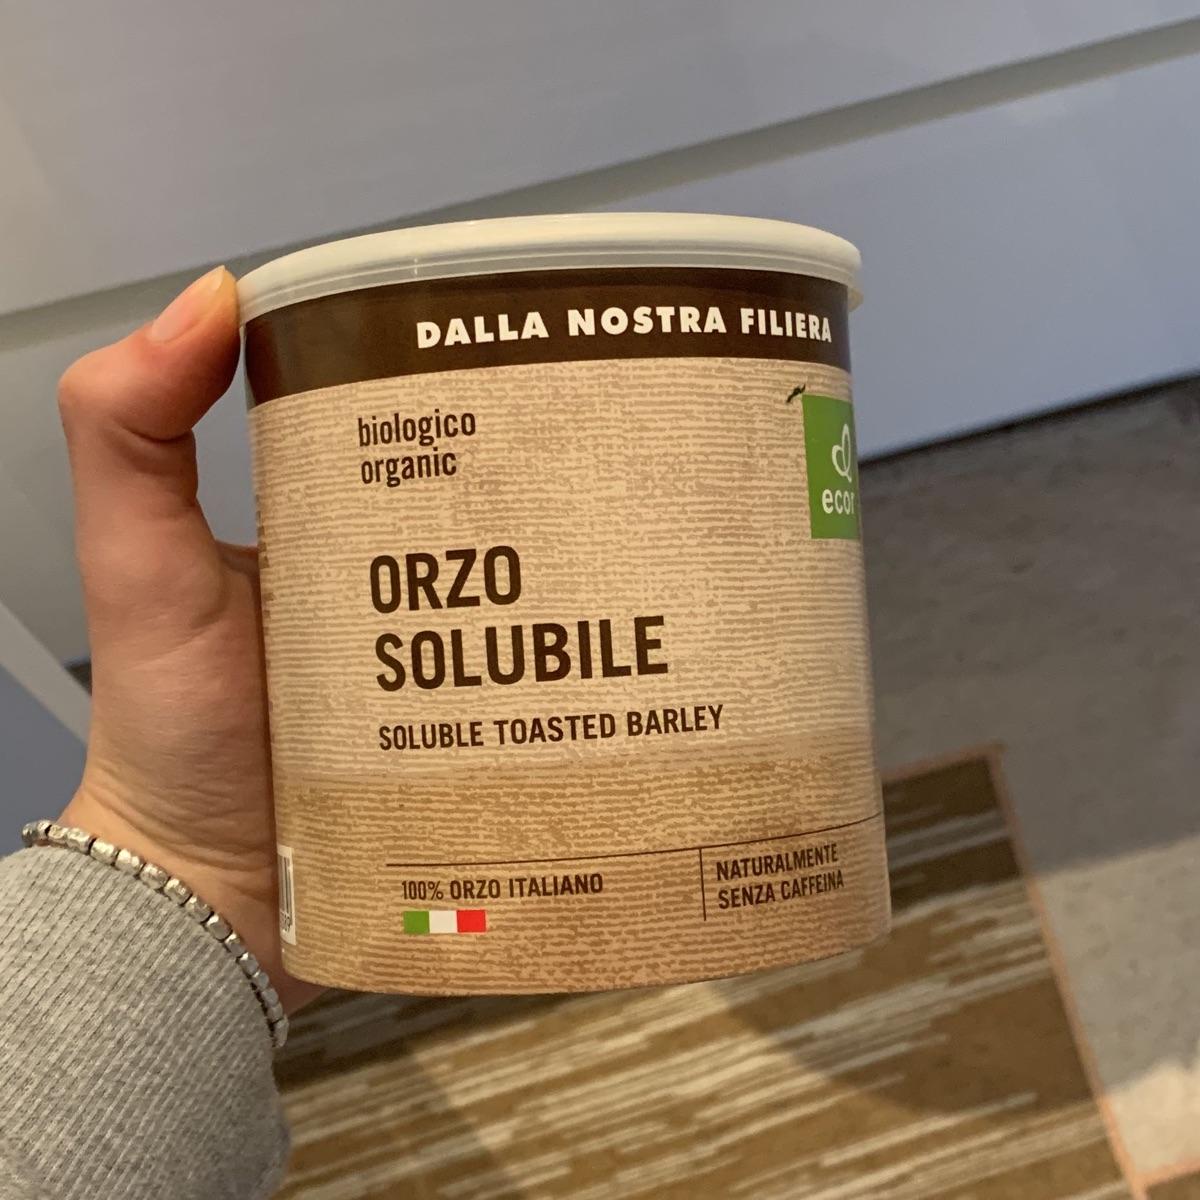 DALLA NOSTRA FILIERA
biologico
organic
ecor
ORZO
SOLUBILE
SOLUBLE TOASTED BARLEY
100% ORZO ITALIANO
NATURALMENTE
SENZA CAFFEINA